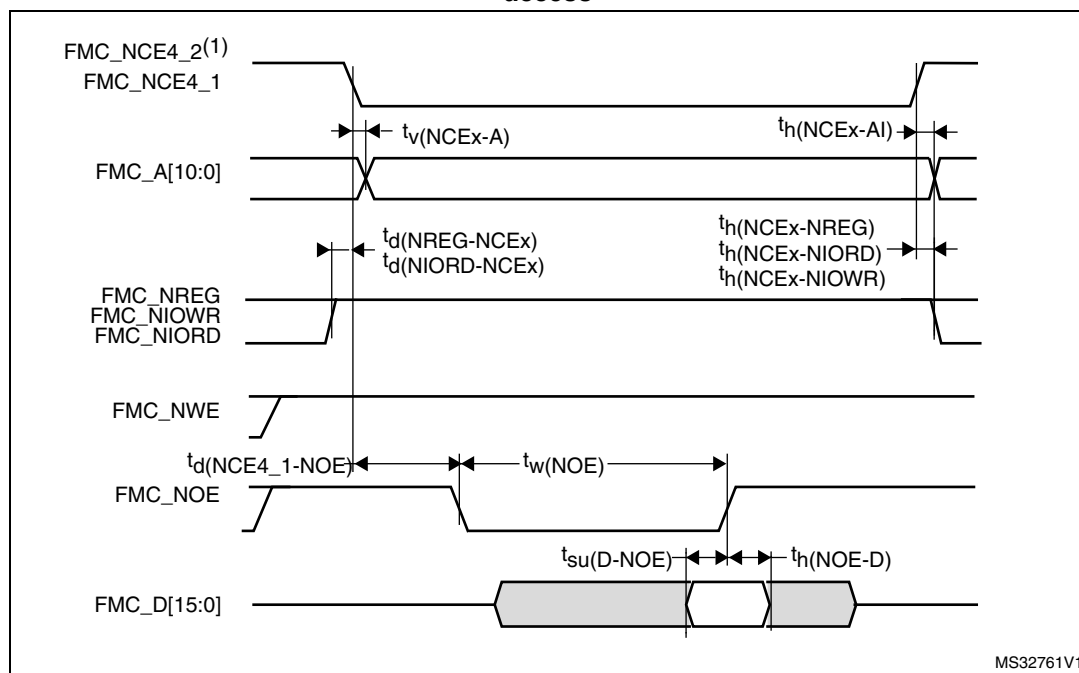 access
FMC_NCE4_2(1)
FMC_NCE4_1
tv(NCEx-A)
th(NCEx-AI)
FMC_A[10:0]
td(NREG-NCEx)
td(NIORD-NCEx)
th(NCEx-NREG)
th(NCEx-NIORD)
th(NCEx-NIOWR)
FMC_NREG
FMC_NIOWR
FMC_NIORD
FMC_NWE
td(NCE4_1-NOE)
tw(NOE)
FMC_NOE
tsu(D-NOE)
th(NOE-D)
FMC_D[15:0]
MS32761V1